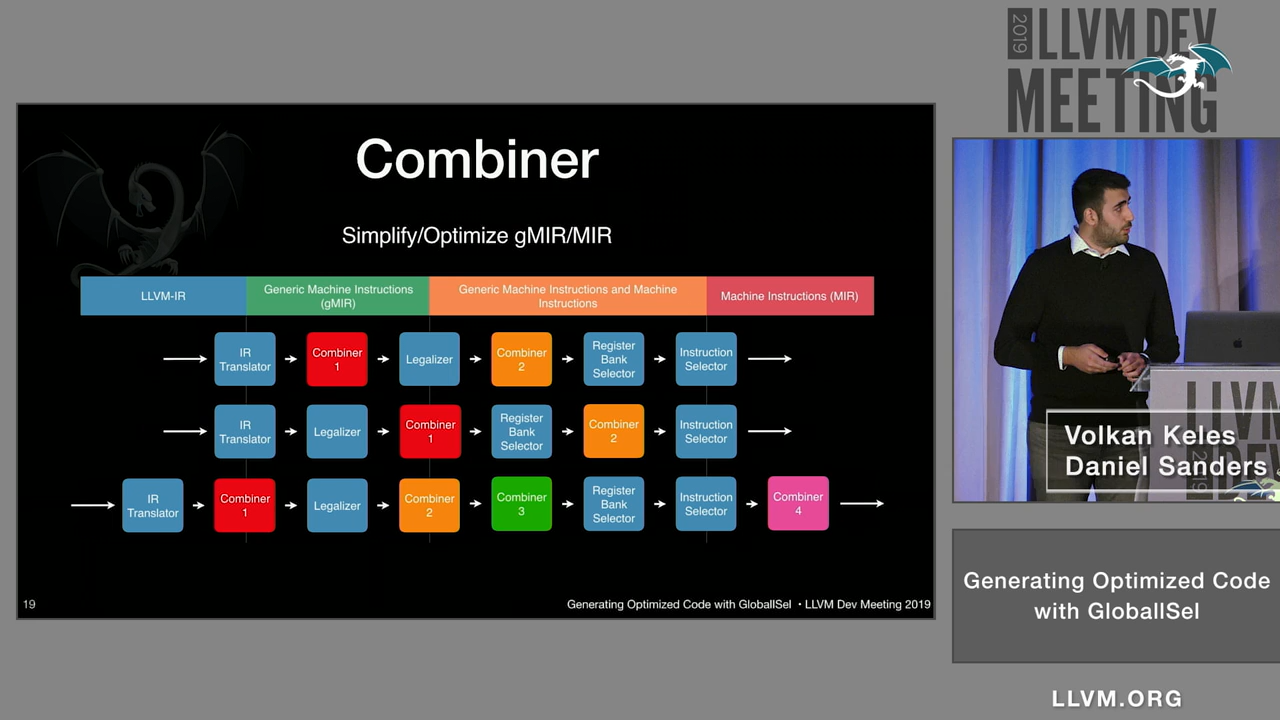 2019
LLVM DEV
MEETING
Combiner
Simplify/Optimize gMIR/MIR
LLVM-IR
Generic Machine Instructions
(gMIR)
Generic Machine Instructions and Machine
Instructions
Machine Instructions (MIR)
IR
Translator
Combiner
1
Legalizer
Combiner
2
Register
Bank
Selector
Instruction
Selector
IR
Translator
Legalizer
Combiner
1
Register
Bank
Selector
Combiner
2
Instruction
Selector
IR
Translator
Combiner
1
Legalizer
Combiner
2
Combiner
3
Register
Bank
Selector
Instruction
Selector
Combiner
4
19
Generating Optimized Code with GlobalISel • LLVM Dev Meeting 2019
Volkan Keles
Daniel Sanders
Generating Optimized Code
with GlobalISel
LLVM.ORG